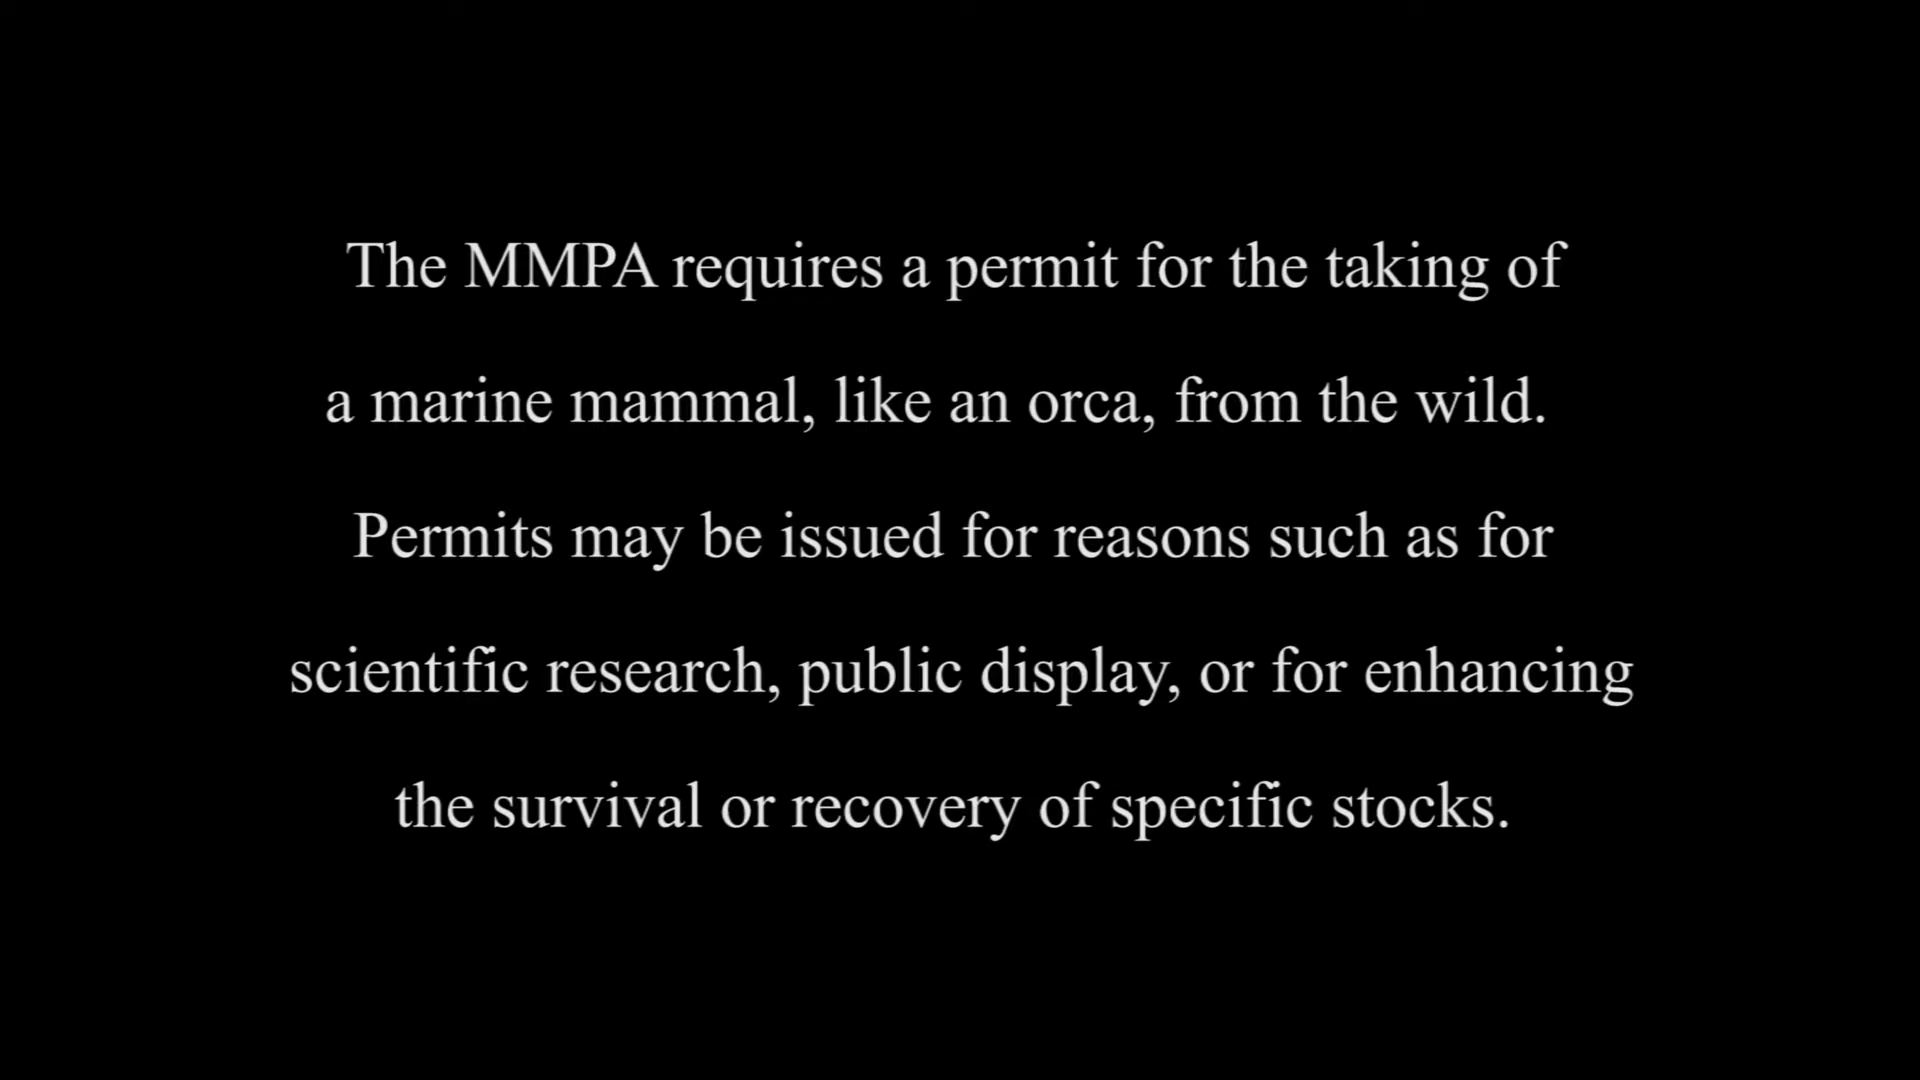 The MMPA requires a permit for the taking of
a marine mammal, like an orca, from the wild.
Permits may be issued for reasons such as for
scientific research, public display, or for enhancing
the survival or recovery of specific stocks.